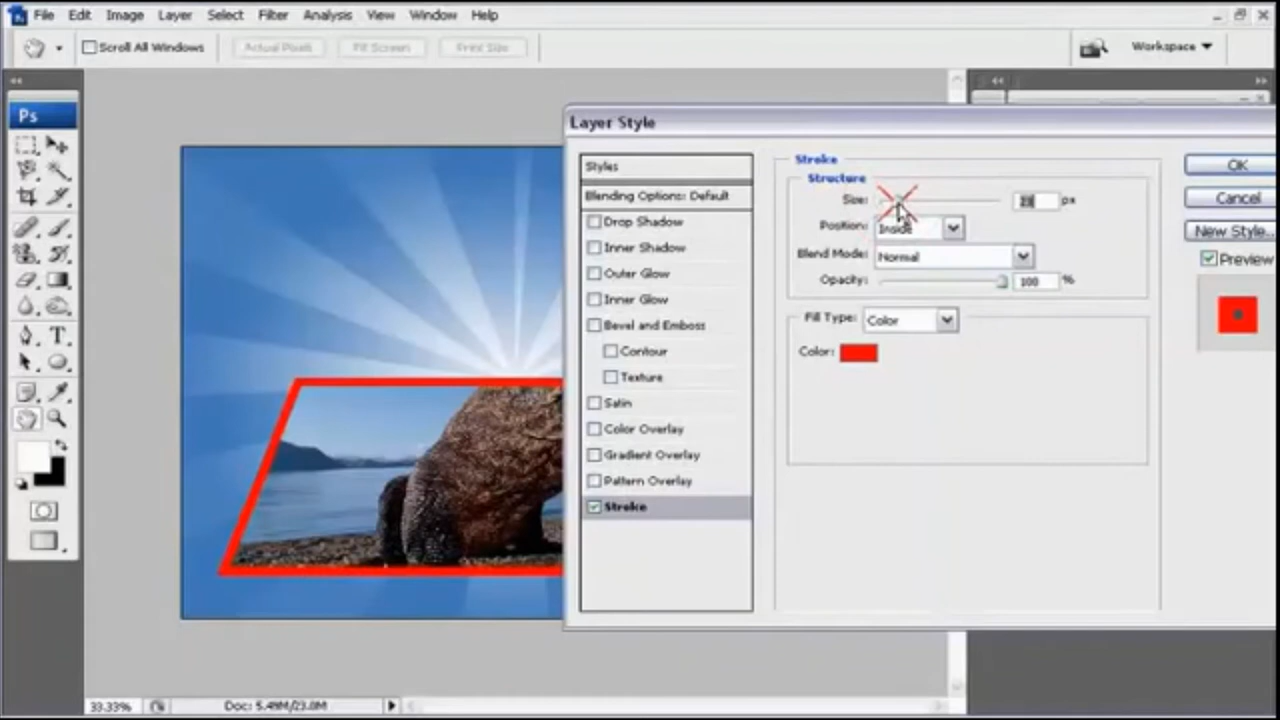 File Edit Image Layer Select Filter Analysis View Window Help
Scroll All Windows Actual Pixels Fit Screen Print Size Workspace
Ps
Layer Style
Styles
Blending Options: Default
Drop Shadow
Inner Shadow
Outer Glow
Inner Glow
Bevel and Emboss
Contour
Texture
Satin
Color Overlay
Gradient Overlay
Pattern Overlay
Stroke
Stroke
Structure
Size: px
Position: Inside
Blend Mode: Normal
Opacity: 100 %
Fill Type: Color
Color:
OK
Cancel
New Style...
Preview
33.33% Doc: 5.49M/23.0M